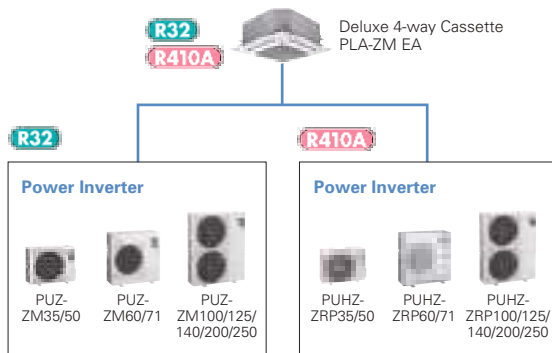 R32
R410A
Deluxe 4-way Cassette
PLA-ZM EA
R32
Power Inverter
PUZ-
ZM35/50
PUZ-
ZM60/71
PUZ-
ZM100/125/
140/200/250
R410A
Power Inverter
PUHZ-
ZRP35/50
PUHZ-
ZRP60/71
PUHZ-
ZRP100/125/
140/200/250